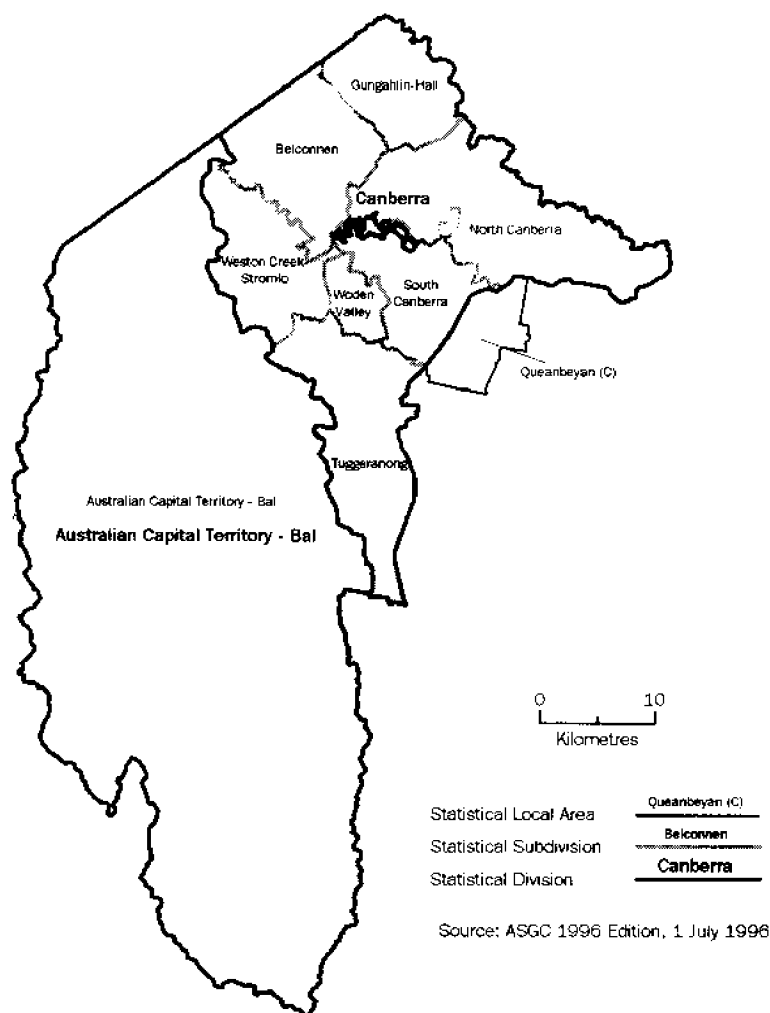 Gungahlin-Hall
Belconnen
Canberra
North Canberra
Weston Creek
Stromlo
South
Canberra
Woden
Valley
Queanbeyan (C)
Tuggeranong
Australian Capital Territory - Bal
Australian Capital Territory - Bal
0 10
Kilometres
Statistical Local Area Queanbeyan (C)
Statistical Subdivision Belconnen
Statistical Division Canberra
Source: ASGC 1996 Edition, 1 July 1996